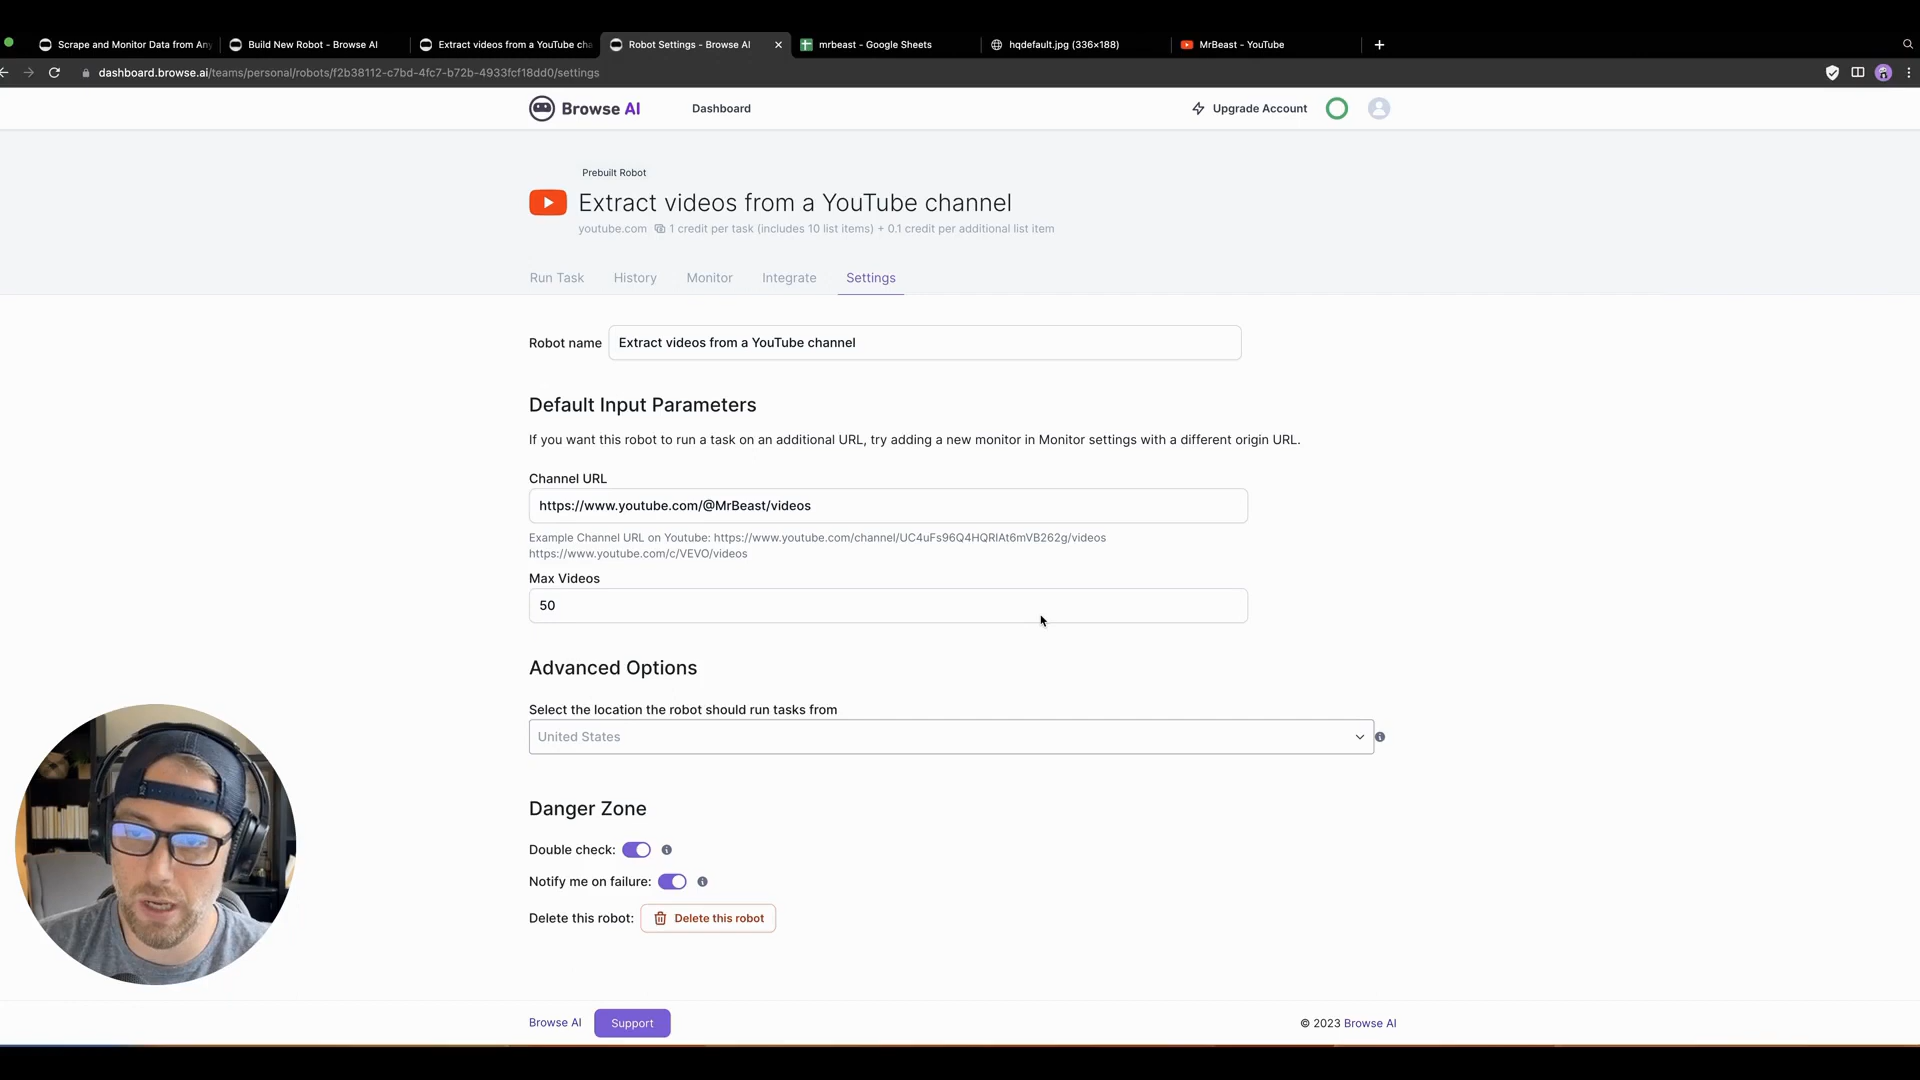 Scrape and Monitor Data from Any
Build New Robot - Browse AI
Extract videos from a YouTube cha
Robot Settings - Browse AI
mrbeast - Google Sheets
hqdefault.jpg (336×188)
MrBeast - YouTube
dashboard.browse.ai/teams/personal/robots/f2b38112-c7bd-4fc7-b72b-4933fcf18dd0/settings
Browse AI
Dashboard
Upgrade Account
Prebuilt Robot
Extract videos from a YouTube channel
youtube.com 1 credit per task (includes 10 list items) + 0.1 credit per additional list item
Run Task
History
Monitor
Integrate
Settings
Robot name
Extract videos from a YouTube channel
Default Input Parameters
If you want this robot to run a task on an additional URL, try adding a new monitor in Monitor settings with a different origin URL.
Channel URL
https://www.youtube.com/@MrBeast/videos
Example Channel URL on Youtube: https://www.youtube.com/channel/UC4uFs96Q4HQRIAt6mVB262g/videos
https://www.youtube.com/c/VEVO/videos
Max Videos
50
Advanced Options
Select the location the robot should run tasks from
United States
Danger Zone
Double check:
Notify me on failure:
Delete this robot:
Delete this robot
Browse AI
Support
© 2023 Browse AI